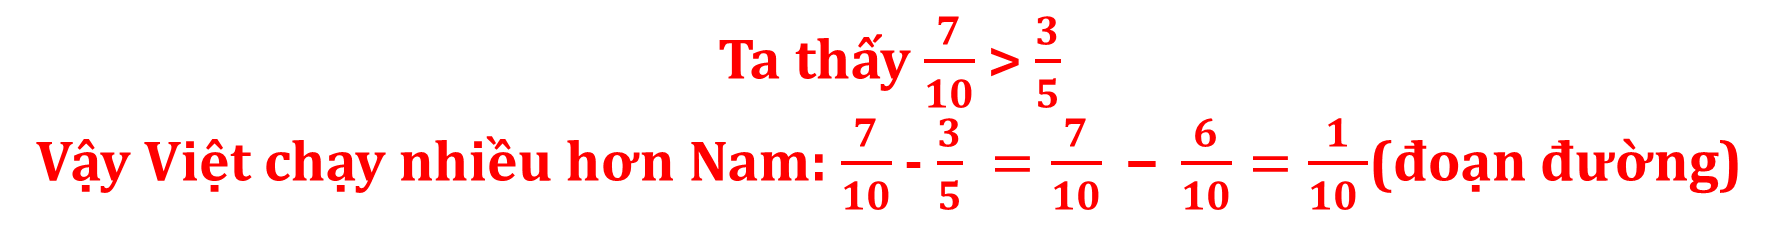 Ta thấy 7/10 > 3/5
Vậy Việt chạy nhiều hơn Nam: 7/10 - 3/5 = 7/10 − 6/10 = 1/10 (đoạn đường)